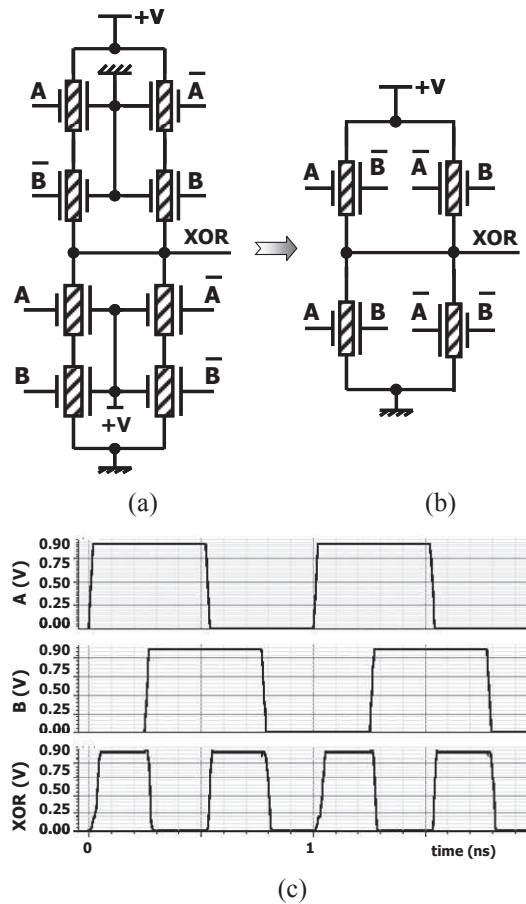 +V
A A̅
B̅ B
XOR
A A̅
B B̅
+V
(a)
+V
A B̅ A̅ B
XOR
A B A̅ B̅
(b)
A (V)
0.90
0.75
0.50
0.25
0.00
B (V)
0.90
0.75
0.50
0.25
0.00
XOR (V)
0.90
0.75
0.50
0.25
0.00
0 1 time (ns)
(c)